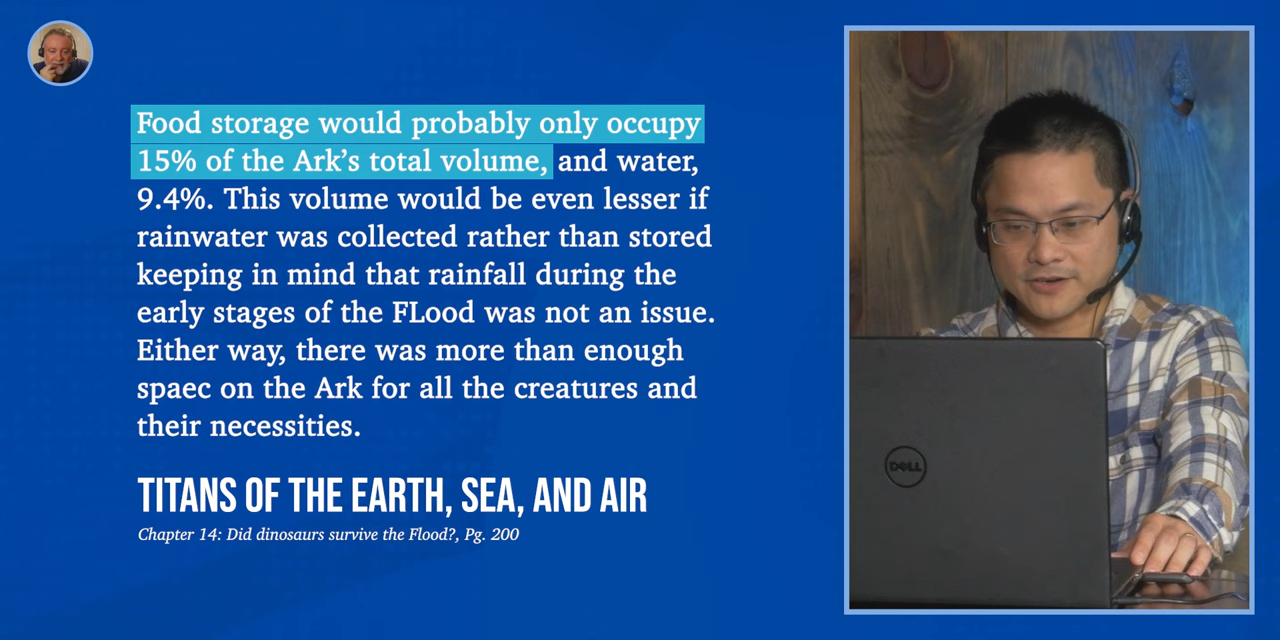 Food storage would probably only occupy
15% of the Ark’s total volume, and water,
9.4%. This volume would be even lesser if
rainwater was collected rather than stored
keeping in mind that rainfall during the
early stages of the FLood was not an issue.
Either way, there was more than enough
spaec on the Ark for all the creatures and
their necessities.
TITANS OF THE EARTH, SEA, AND AIR
Chapter 14: Did dinosaurs survive the Flood?, Pg. 200
DELL